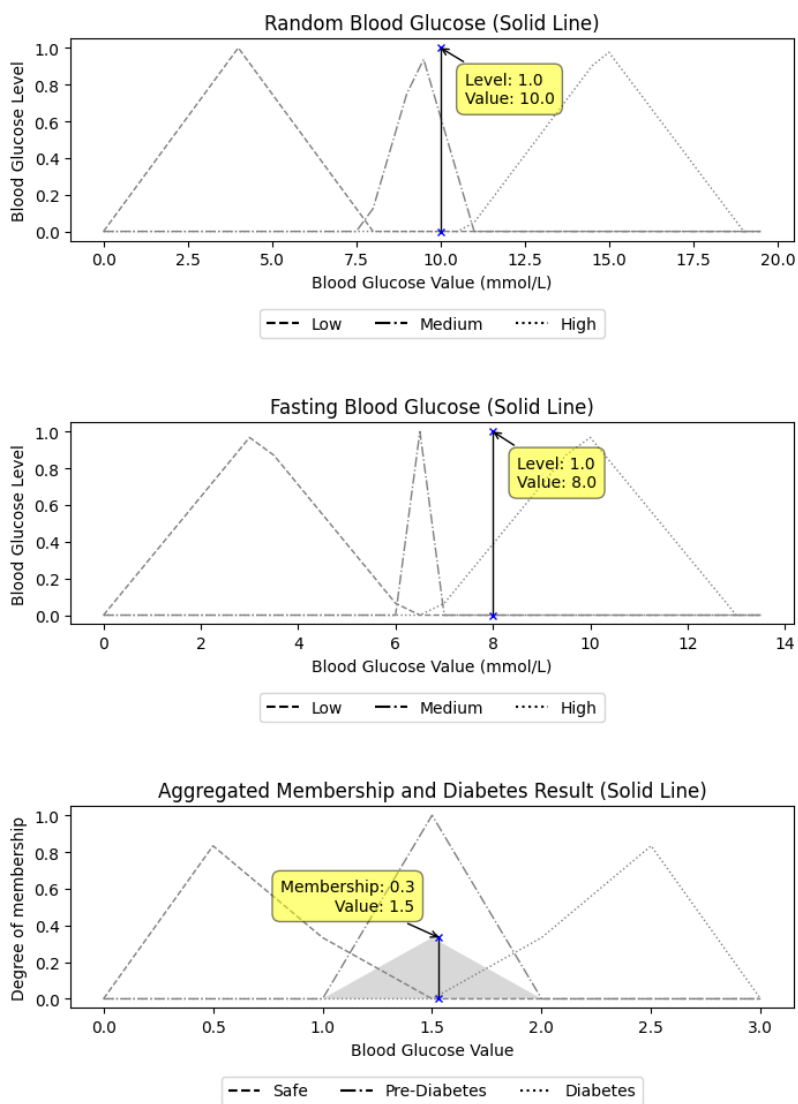 Random Blood Glucose (Solid Line)
Blood Glucose Level
1.0
0.8
0.6
0.4
0.2
0.0
Level: 1.0
Value: 10.0
0.0 2.5 5.0 7.5 10.0 12.5 15.0 17.5 20.0
Blood Glucose Value (mmol/L)
Low Medium High
Fasting Blood Glucose (Solid Line)
Blood Glucose Level
1.0
0.8
0.6
0.4
0.2
0.0
Level: 1.0
Value: 8.0
0 2 4 6 8 10 12 14
Blood Glucose Value (mmol/L)
Low Medium High
Aggregated Membership and Diabetes Result (Solid Line)
Degree of membership
1.0
0.8
0.6
0.4
0.2
0.0
Membership: 0.3
Value: 1.5
0.0 0.5 1.0 1.5 2.0 2.5 3.0
Blood Glucose Value
Safe Pre-Diabetes Diabetes